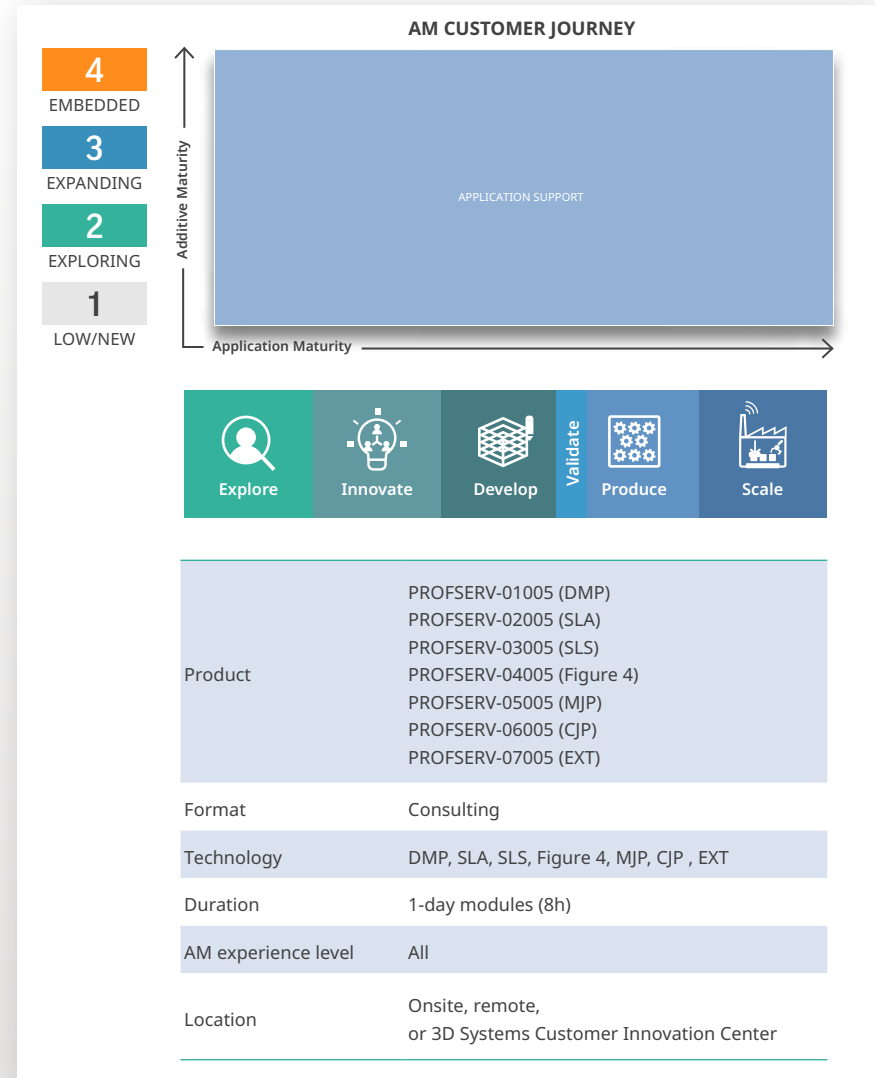 AM CUSTOMER JOURNEY
4
EMBEDDED
3
EXPANDING
2
EXPLORING
1
LOW/NEW
Additive Maturity
APPLICATION SUPPORT
Application Maturity
Explore
Innovate
Develop
Validate
Produce
Scale
Product
PROFSERV-01005 (DMP)
PROFSERV-02005 (SLA)
PROFSERV-03005 (SLS)
PROFSERV-04005 (Figure 4)
PROFSERV-05005 (MJP)
PROFSERV-06005 (CJP)
PROFSERV-07005 (EXT)
Format Consulting
Technology DMP, SLA, SLS, Figure 4, MJP, CJP , EXT
Duration 1-day modules (8h)
AM experience level All
Location
Onsite, remote,
or 3D Systems Customer Innovation Center